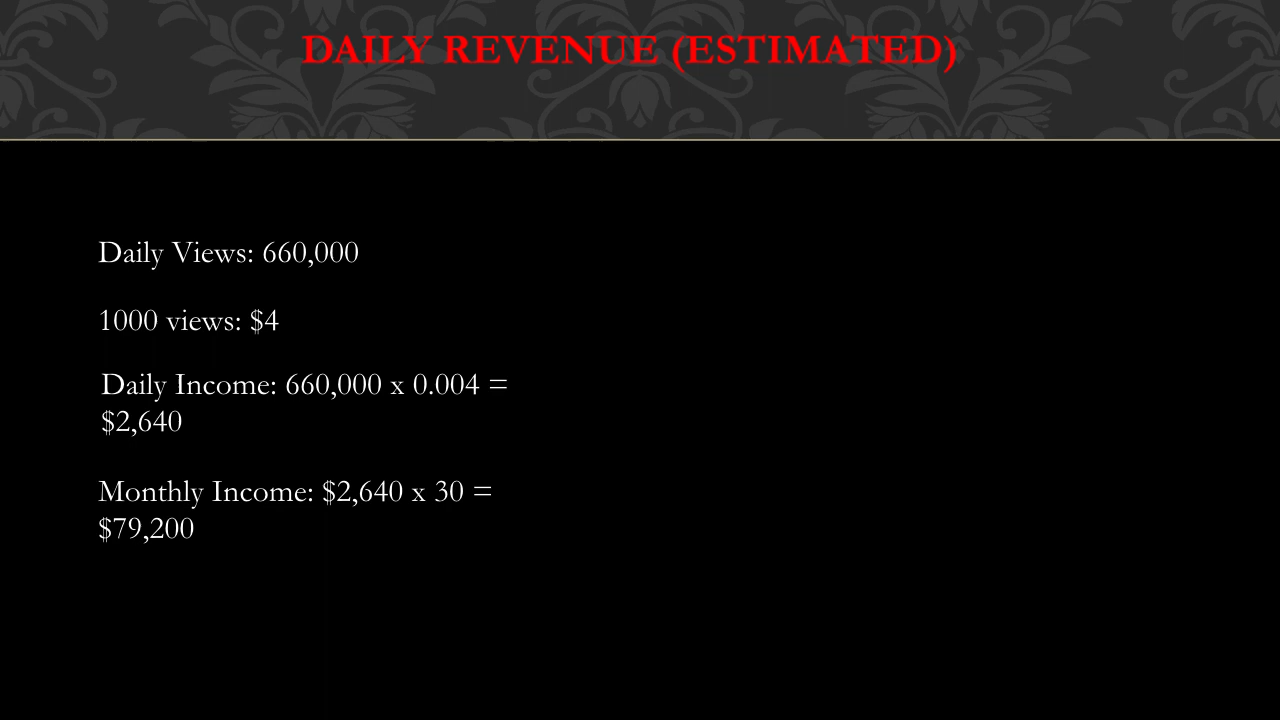 DAILY REVENUE (ESTIMATED)
Daily Views: 660,000
1000 views: $4
Daily Income: 660,000 x 0.004 =
$2,640
Monthly Income: $2,640 x 30 =
$79,200